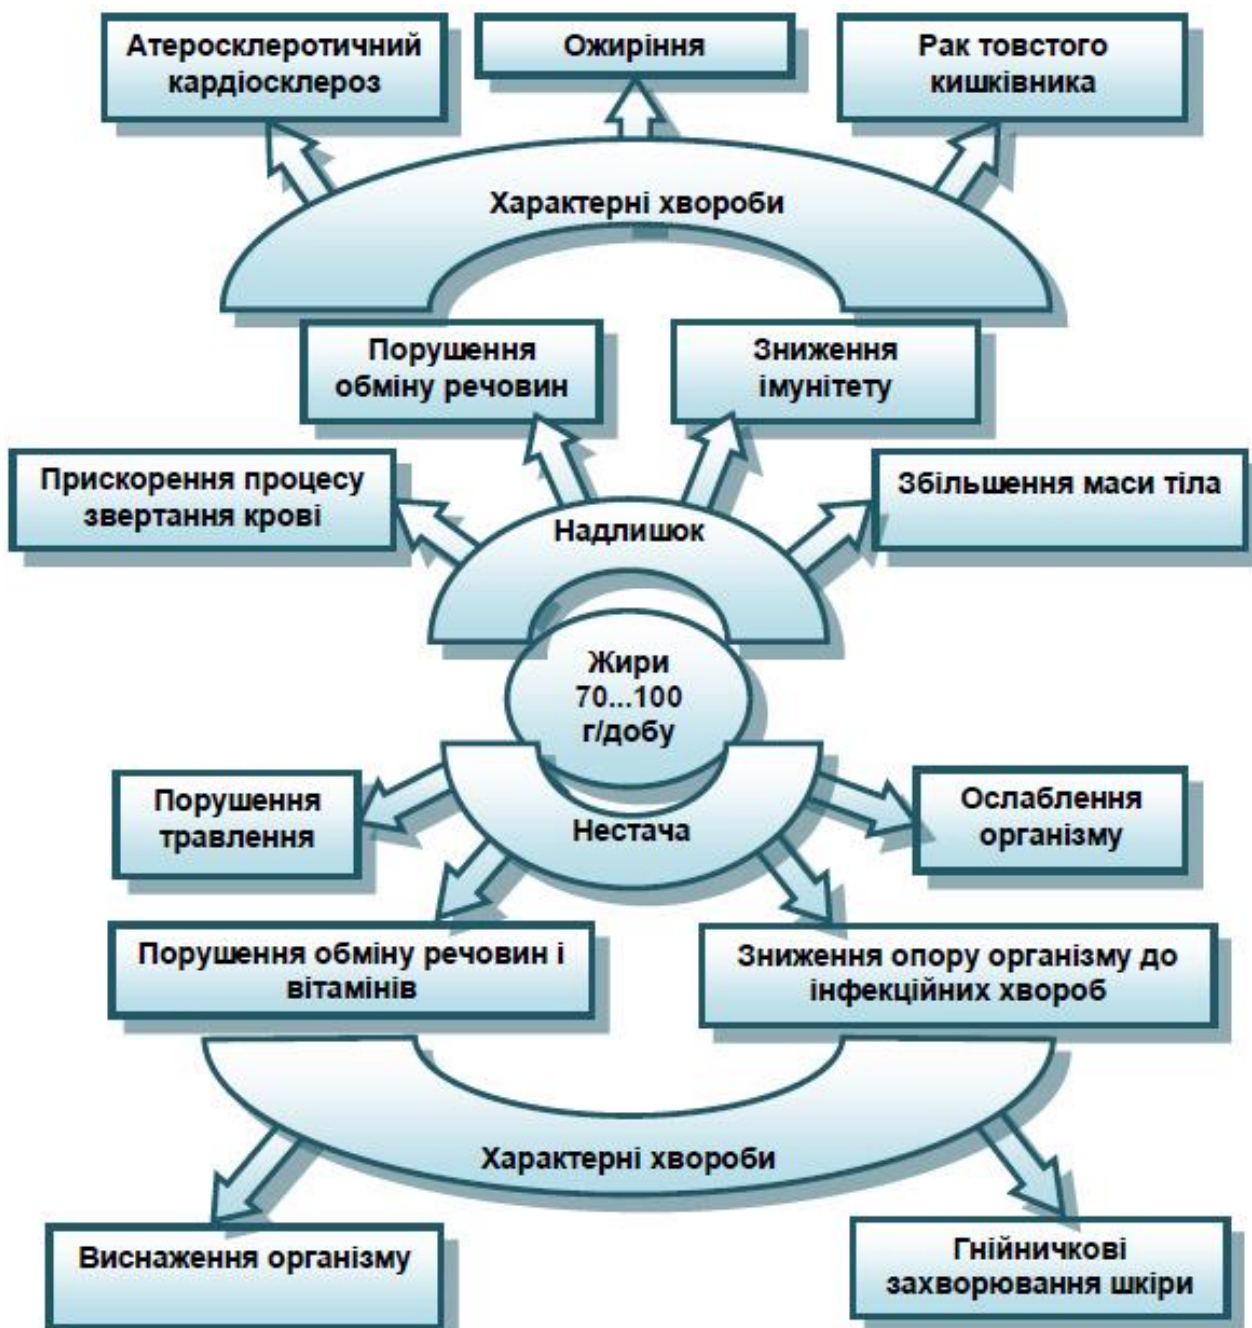 Атеросклеротичний
кардіосклероз
Ожиріння
Рак товстого
кишківника
Характерні хвороби
Порушення
обміну речовин
Зниження
імунітету
Прискорення процесу
звертання крові
Надлишок
Збільшення маси тіла
Жири
70...100
г/добу
Порушення
травлення
Нестача
Ослаблення
організму
Порушення обміну речовин і
вітамінів
Зниження опору організму до
інфекційних хвороб
Характерні хвороби
Виснаження організму
Гнійничкові
захворювання шкіри